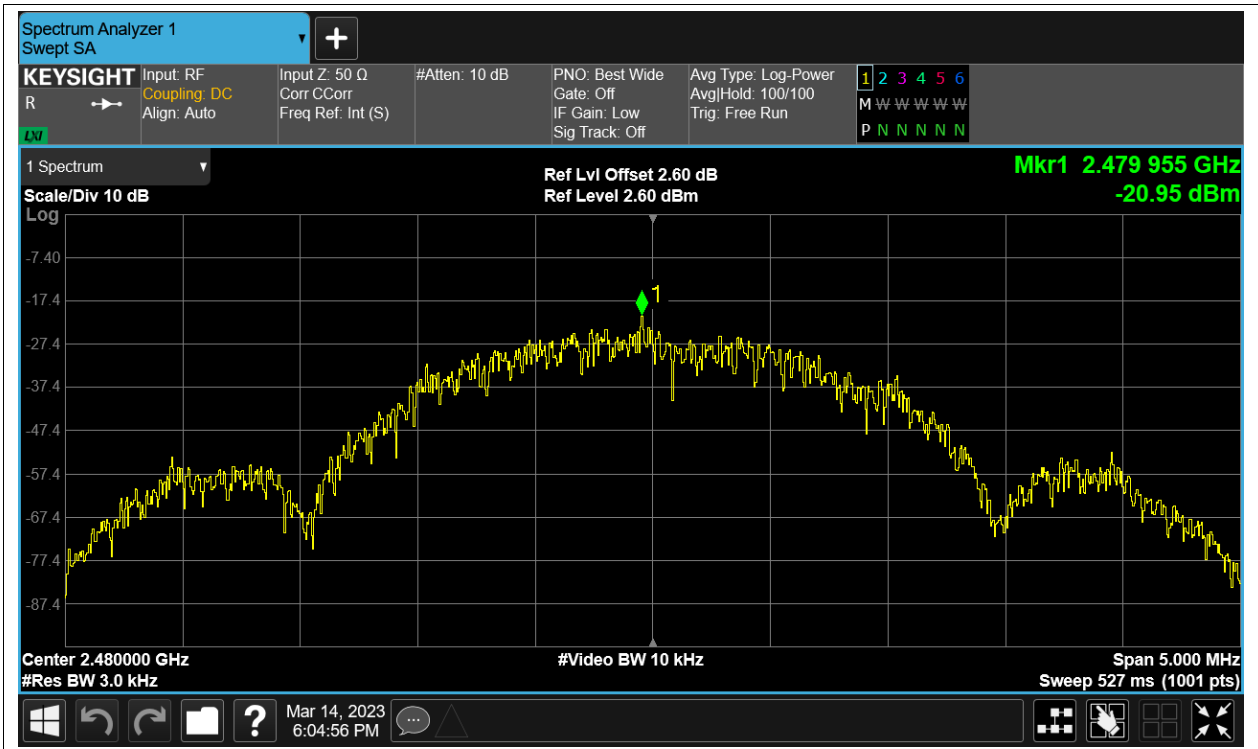 Spectrum Analyzer 1
Swept SA
+
KEYSIGHT
R
LXI
Input: RF
Coupling: DC
Align: Auto
Input Z: 50 Ω
Corr CCorr
Freq Ref: Int (S)
#Atten: 10 dB
PNO: Best Wide
Gate: Off
IF Gain: Low
Sig Track: Off
Avg Type: Log-Power
Avg|Hold: 100/100
Trig: Free Run
1 2 3 4 5 6
M W W W W W
P N N N N N
1 Spectrum
Scale/Div 10 dB
Log
Ref Lvl Offset 2.60 dB
Ref Level 2.60 dBm
Mkr1 2.479 955 GHz
-20.95 dBm
-7.40
-17.4
-27.4
-37.4
-47.4
-57.4
-67.4
-77.4
-87.4
1
Center 2.480000 GHz
#Res BW 3.0 kHz
#Video BW 10 kHz
Span 5.000 MHz
Sweep 527 ms (1001 pts)
?
Mar 14, 2023
6:04:56 PM